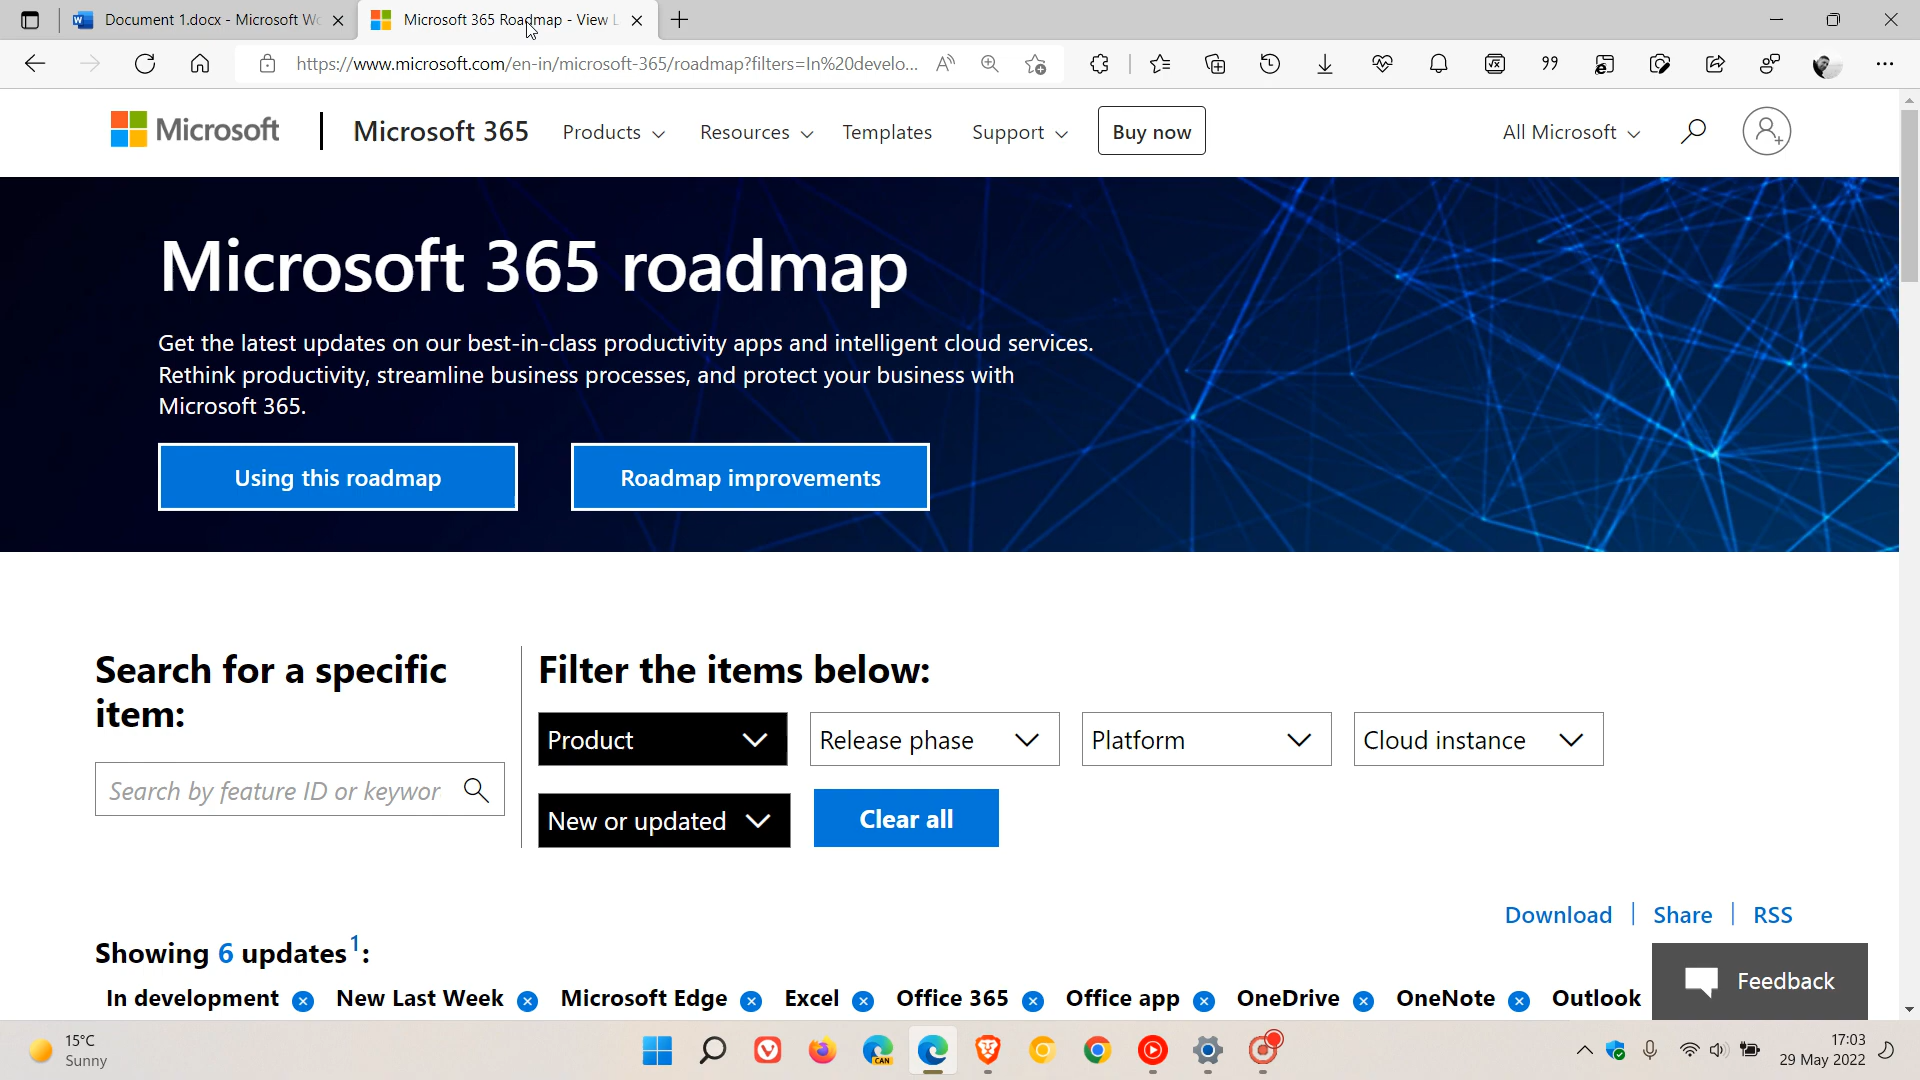 Document 1.docx - Microsoft Wo
Microsoft 365 Roadmap - View L
https://www.microsoft.com/en-in/microsoft-365/roadmap?filters=In%20develo...
Microsoft
Microsoft 365
Products
Resources
Templates
Support
Buy now
All Microsoft
Microsoft 365 roadmap
Get the latest updates on our best-in-class productivity apps and intelligent cloud services.
Rethink productivity, streamline business processes, and protect your business with
Microsoft 365.
Using this roadmap
Roadmap improvements
Search for a specific
item:
Search by feature ID or keywor
Filter the items below:
Product
Release phase
Platform
Cloud instance
New or updated
Clear all
Download
Share
RSS
Showing 6 updates1:
In development
New Last Week
Microsoft Edge
Excel
Office 365
Office app
OneDrive
OneNote
Outlook
Feedback
15°C
Sunny
CAN
17:03
29 May 2022